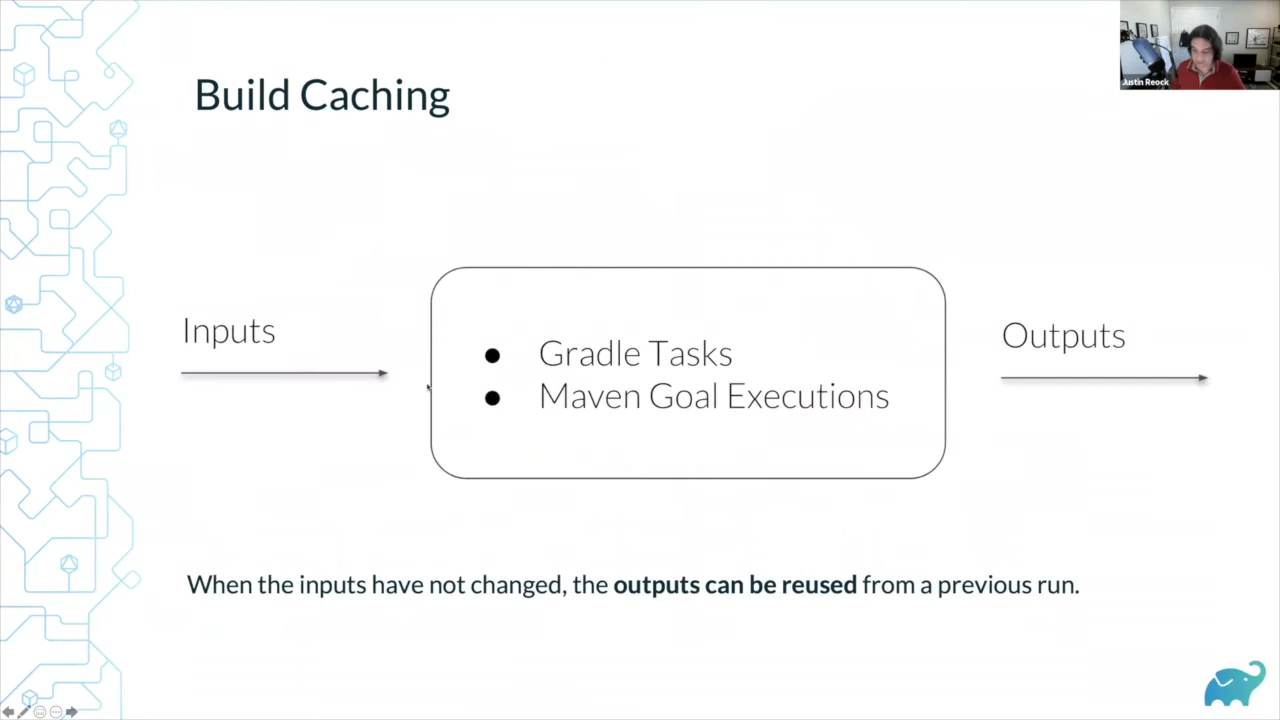 Build Caching
Justin Reock
Inputs
● Gradle Tasks
● Maven Goal Executions
Outputs
When the inputs have not changed, the outputs can be reused from a previous run.